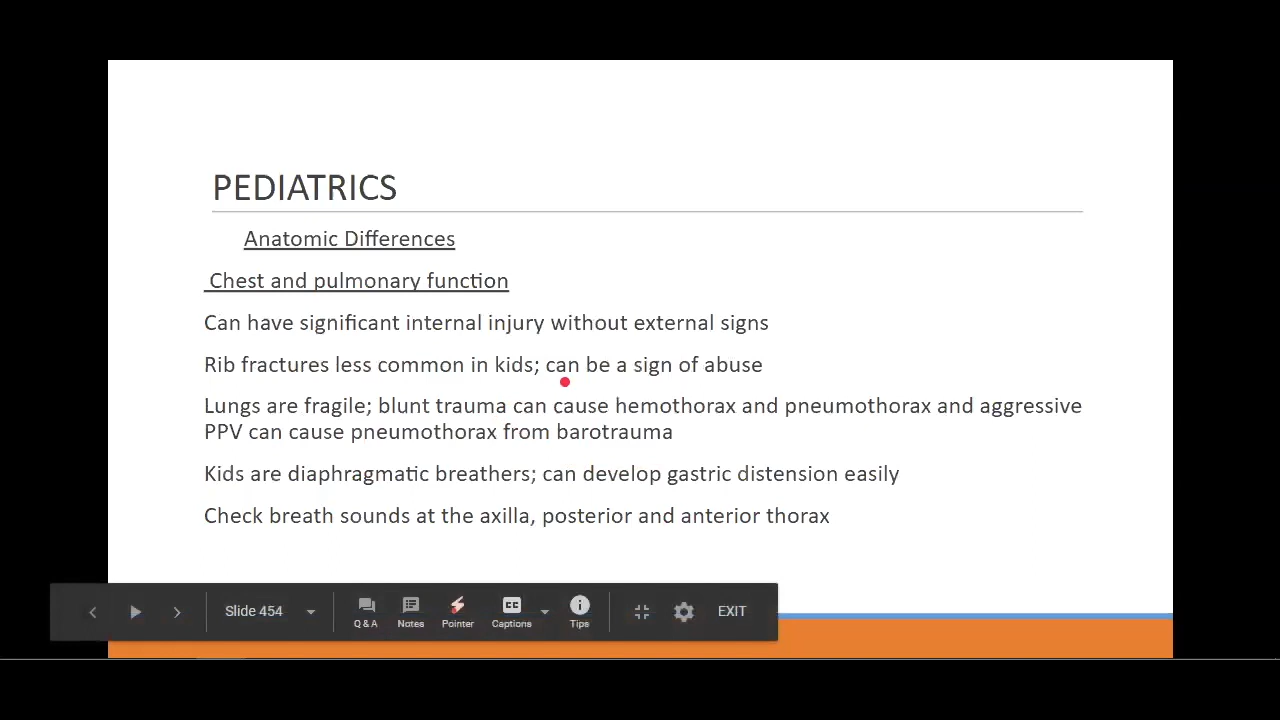 PEDIATRICS
Anatomic Differences
Chest and pulmonary function
Can have significant internal injury without external signs
Rib fractures less common in kids; can be a sign of abuse
Lungs are fragile; blunt trauma can cause hemothorax and pneumothorax and aggressive
PPV can cause pneumothorax from barotrauma
Kids are diaphragmatic breathers; can develop gastric distension easily
Check breath sounds at the axilla, posterior and anterior thorax
Slide 454
Q & A
Notes
Pointer
CC
Captions
Tips
EXIT